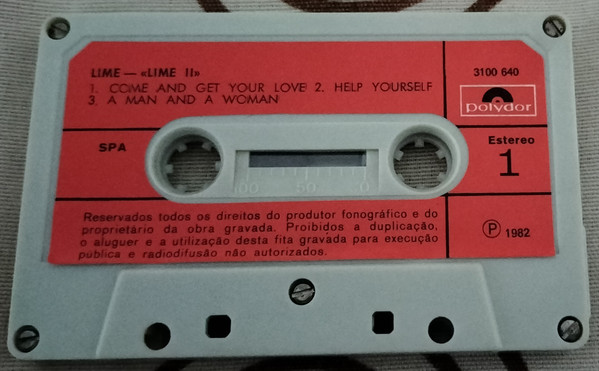 LIME — «LIME II»
1. COME AND GET YOUR LOVE 2. HELP YOURSELF
3. A MAN AND A WOMAN
3100 640
polydor
SPA
Estereo
1
100 50 0
Reservados todos os direitos do produtor fonográfico e do
proprietário da obra gravada. Proibidos a duplicação,
o aluguer e a utilização desta fita gravada para execução
pública e radiodifusão não autorizados.
Ⓟ 1982